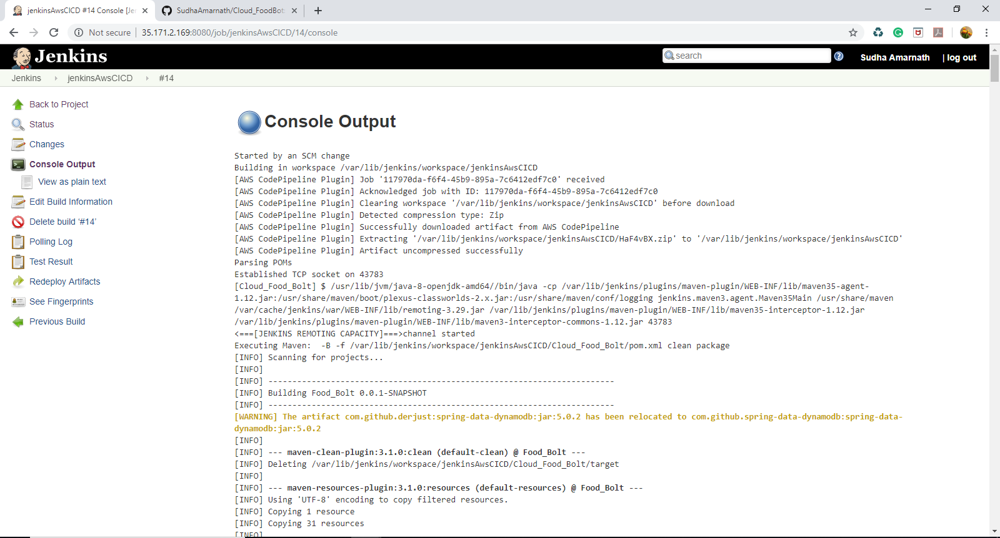 jenkinsAwsCICD #14 Console [Jen
SudhaAmarnath/Cloud_FoodBot:
Not secure
35.171.2.169:8080/job/jenkinsAwsCICD/14/console
Jenkins
search
Sudha Amarnath
| log out
Jenkins
jenkinsAwsCICD
#14
Back to Project
Status
Changes
Console Output
View as plain text
Edit Build Information
Delete build ‘#14’
Polling Log
Test Result
Redeploy Artifacts
See Fingerprints
Previous Build
Console Output
Started by an SCM change
Building in workspace /var/lib/jenkins/workspace/jenkinsAwsCICD
[AWS CodePipeline Plugin] Job '117970da-f6f4-45b9-895a-7c6412edf7c0' received
[AWS CodePipeline Plugin] Acknowledged job with ID: 117970da-f6f4-45b9-895a-7c6412edf7c0
[AWS CodePipeline Plugin] Clearing workspace '/var/lib/jenkins/workspace/jenkinsAwsCICD' before download
[AWS CodePipeline Plugin] Detected compression type: Zip
[AWS CodePipeline Plugin] Successfully downloaded artifact from AWS CodePipeline
[AWS CodePipeline Plugin] Extracting '/var/lib/jenkins/workspace/jenkinsAwsCICD/HaF4vBX.zip' to '/var/lib/jenkins/workspace/jenkinsAwsCICD'
[AWS CodePipeline Plugin] Artifact uncompressed successfully
Parsing POMs
Established TCP socket on 43783
[Cloud_Food_Bolt] $ /usr/lib/jvm/java-8-openjdk-amd64//bin/java -cp /var/lib/jenkins/plugins/maven-plugin/WEB-INF/lib/maven35-agent-
1.12.jar:/usr/share/maven/boot/plexus-classworlds-2.x.jar:/usr/share/maven/conf/logging jenkins.maven3.agent.Maven35Main /usr/share/maven
/var/cache/jenkins/war/WEB-INF/lib/remoting-3.29.jar /var/lib/jenkins/plugins/maven-plugin/WEB-INF/lib/maven35-interceptor-1.12.jar
/var/lib/jenkins/plugins/maven-plugin/WEB-INF/lib/maven3-interceptor-commons-1.12.jar 43783
<===[JENKINS REMOTING CAPACITY]===>channel started
Executing Maven:  -B -f /var/lib/jenkins/workspace/jenkinsAwsCICD/Cloud_Food_Bolt/pom.xml clean package
[INFO] Scanning for projects...
[INFO]
[INFO] ------------------------------------------------------------------------
[INFO] Building Food_Bolt 0.0.1-SNAPSHOT
[INFO] ------------------------------------------------------------------------
[WARNING] The artifact com.github.derjust:spring-data-dynamodb:jar:5.0.2 has been relocated to com.github.spring-data-dynamodb:spring-data-
dynamodb:jar:5.0.2
[INFO]
[INFO] --- maven-clean-plugin:3.1.0:clean (default-clean) @ Food_Bolt ---
[INFO] Deleting /var/lib/jenkins/workspace/jenkinsAwsCICD/Cloud_Food_Bolt/target
[INFO]
[INFO] --- maven-resources-plugin:3.1.0:resources (default-resources) @ Food_Bolt ---
[INFO] Using 'UTF-8' encoding to copy filtered resources.
[INFO] Copying 1 resource
[INFO] Copying 31 resources
[INFO]